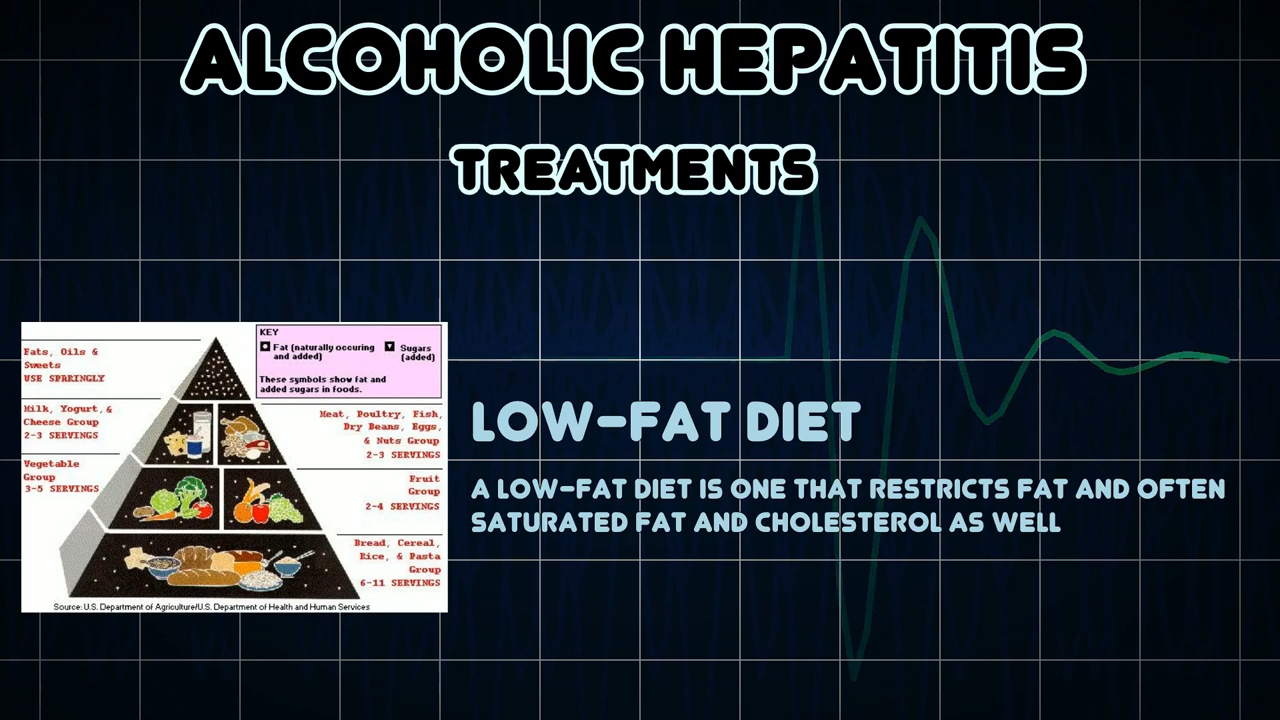 ALCOHOLIC HEPATITIS
TREATMENTS
KEY
Fat (naturally occuring
and added)
Sugars
(added)
These symbols show fat and
added sugars in foods.
Fats, Oils &
Sweets
USE SPARINGLY
Milk, Yogurt, &
Cheese Group
2-3 SERVINGS
Meat, Poultry, Fish,
Dry Beans, Eggs,
& Nuts Group
2-3 SERVINGS
Vegetable
Group
3-5 SERVINGS
Fruit
Group
2-4 SERVINGS
Bread, Cereal,
Rice, & Pasta
Group
6-11 SERVINGS
Source: U.S. Department of Agriculture/U.S. Department of Health and Human Services
LOW-FAT DIET
A LOW-FAT DIET IS ONE THAT RESTRICTS FAT AND OFTEN
SATURATED FAT AND CHOLESTEROL AS WELL